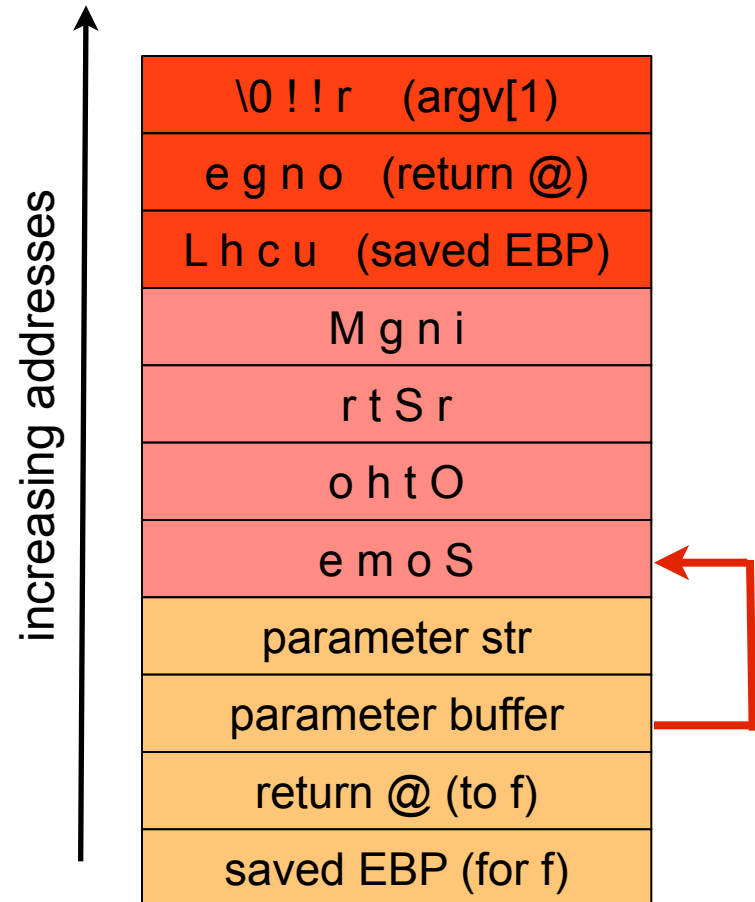 \0 ! ! r (argv[1)
e g n o (return @)
L h c u (saved EBP)
M g n i
r t S r
o h t O
e m o S
parameter str
parameter buffer
return @ (to f)
saved EBP (for f)
increasing addresses